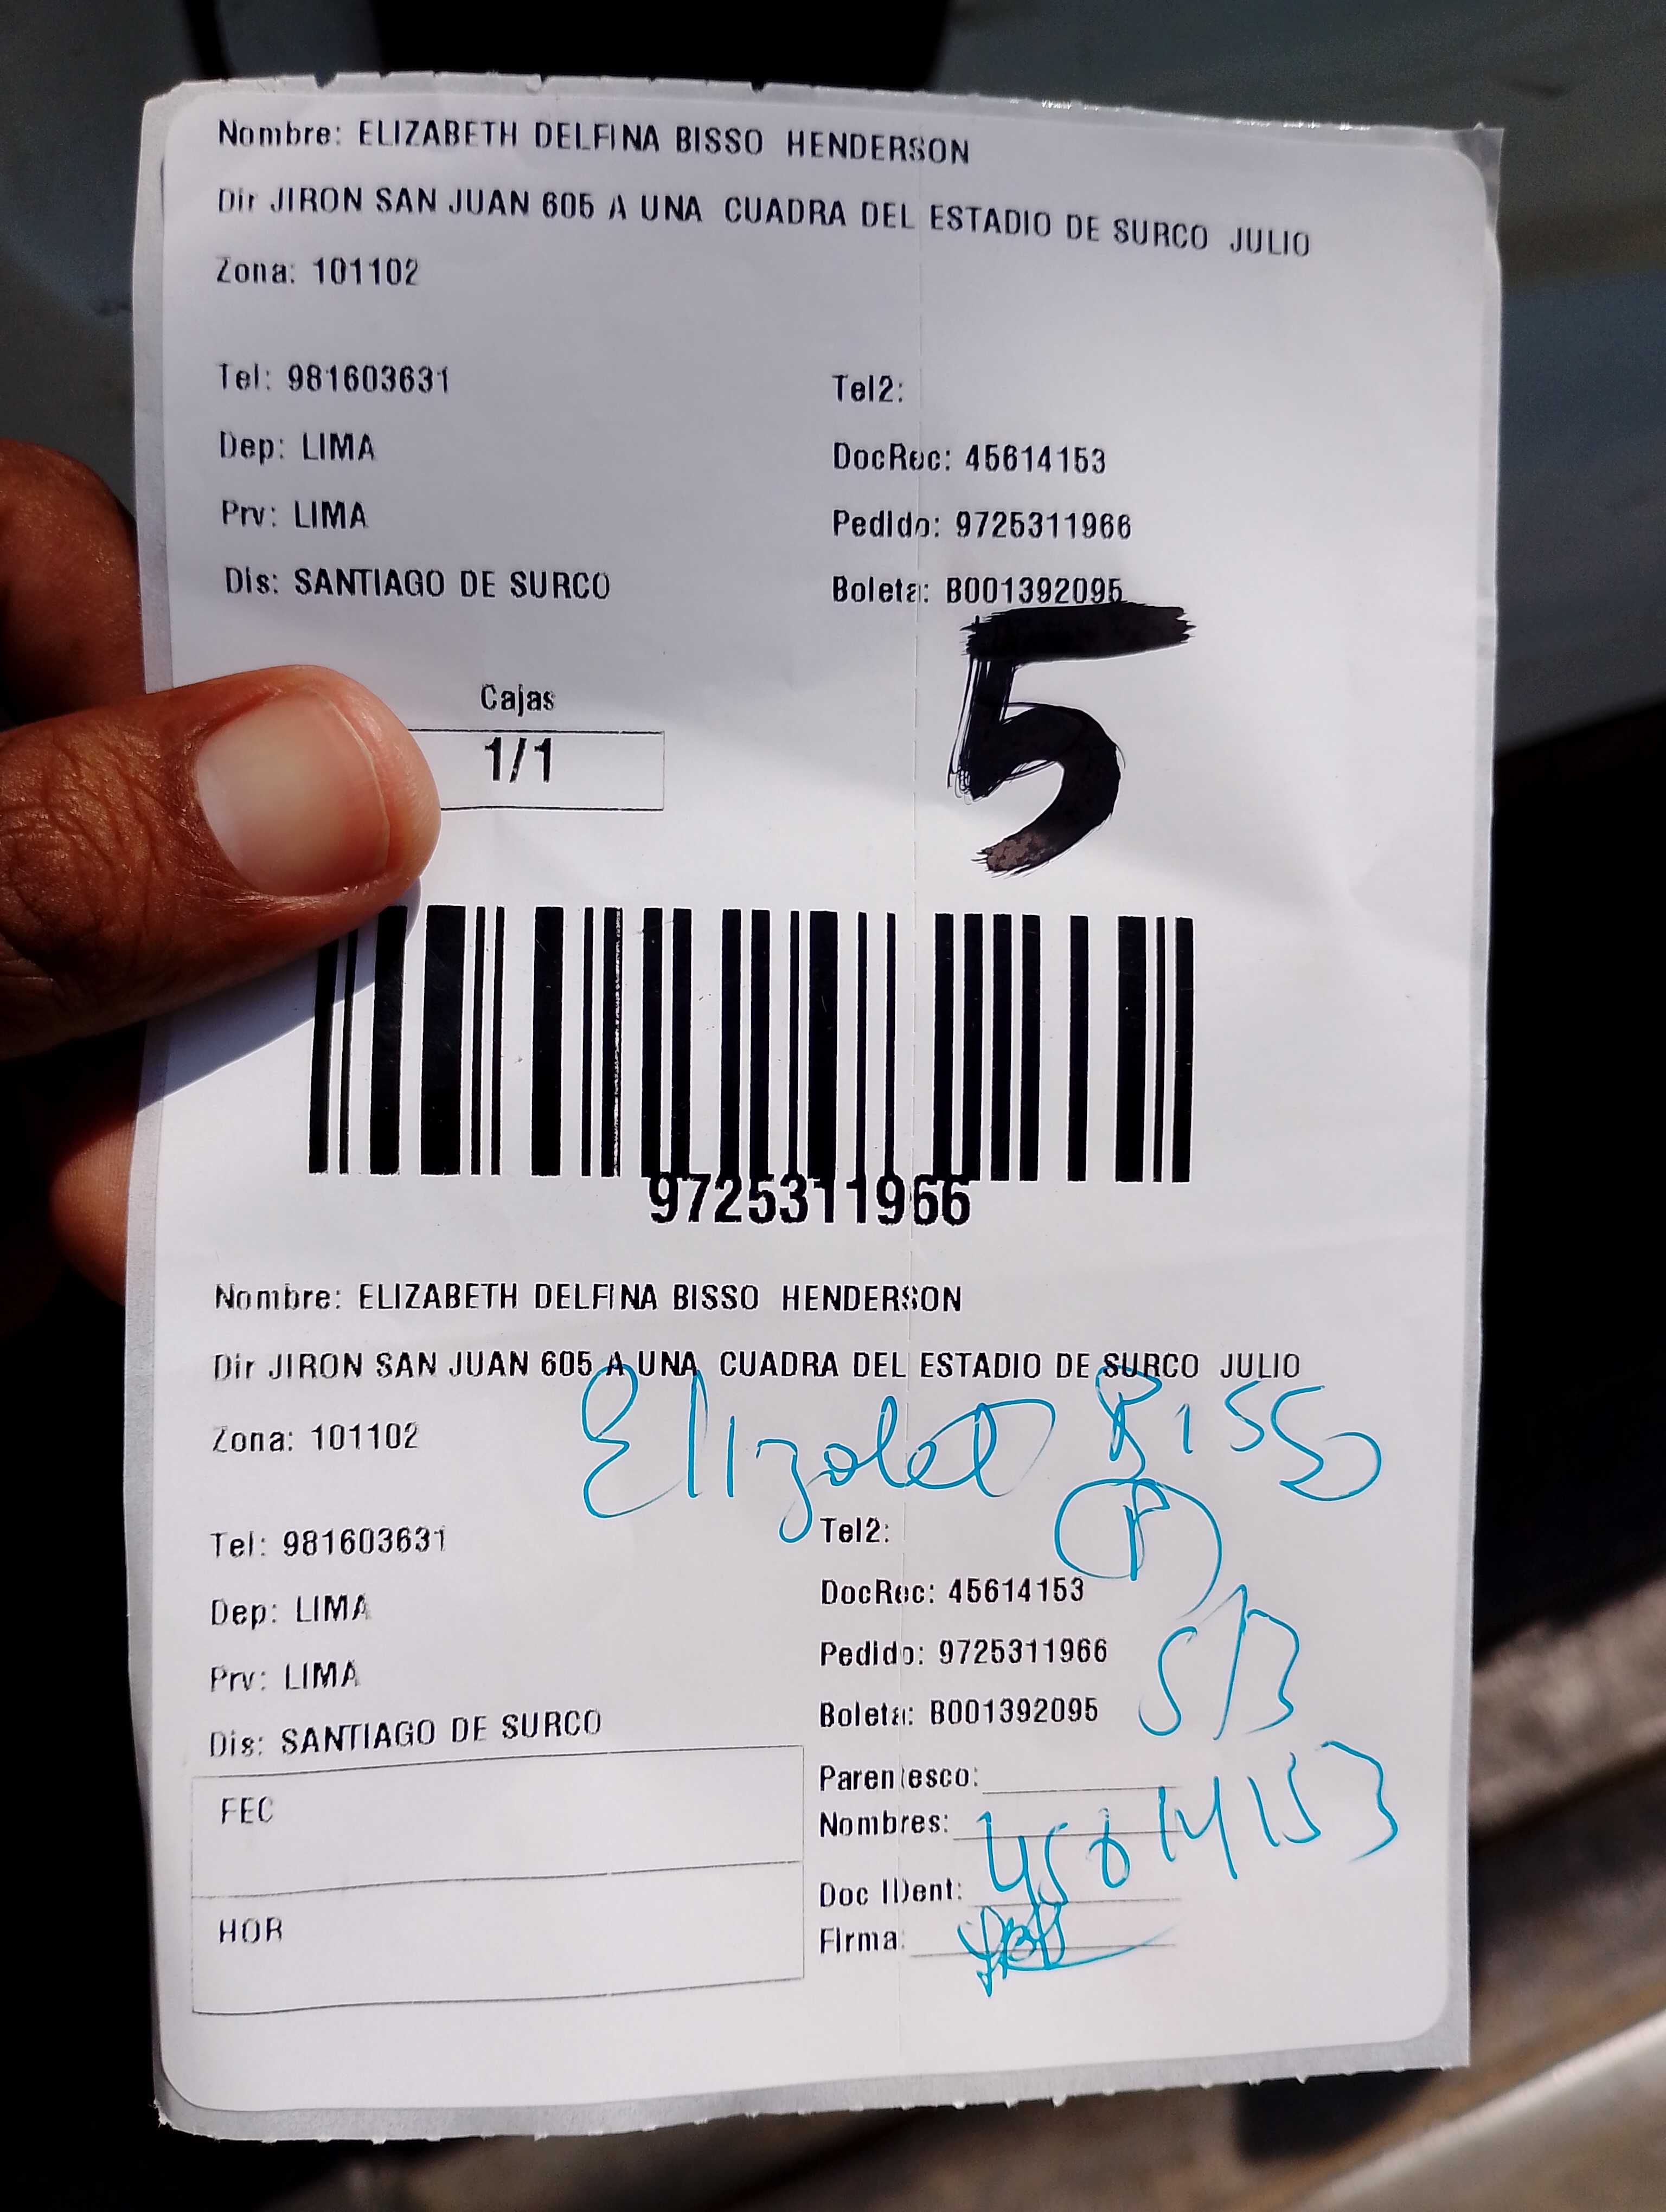 Nombre: ELIZABETH DELFINA BISSO HENDERSON
Dir JIRON SAN JUAN 605 A UNA CUADRA DEL ESTADIO DE SURCO JULIO
Zona: 101102
Tel: 981603631
Tel2:
Dep: LIMA
DocRec: 45614153
Prv: LIMA
Pedido: 9725311966
Dis: SANTIAGO DE SURCO
Boleta: B001392095
5
Cajas
1/1
9725311966
Nombre: ELIZABETH DELFINA BISSO HENDERSON
Dir JIRON SAN JUAN 605 A UNA CUADRA DEL ESTADIO DE SURCO JULIO
Bisso
Zona: 101102
P
Tel: 981603631
Tel2:
Dep: LIMA
DocRec: 45614153
Prv: LIMA
Pedido: 9725311966
Dis: SANTIAGO DE SURCO
Boleta: B001392095
5/3
FEC
Parentesco:
Nombres:
45614153
Doc IDent:
HOR
Firma: